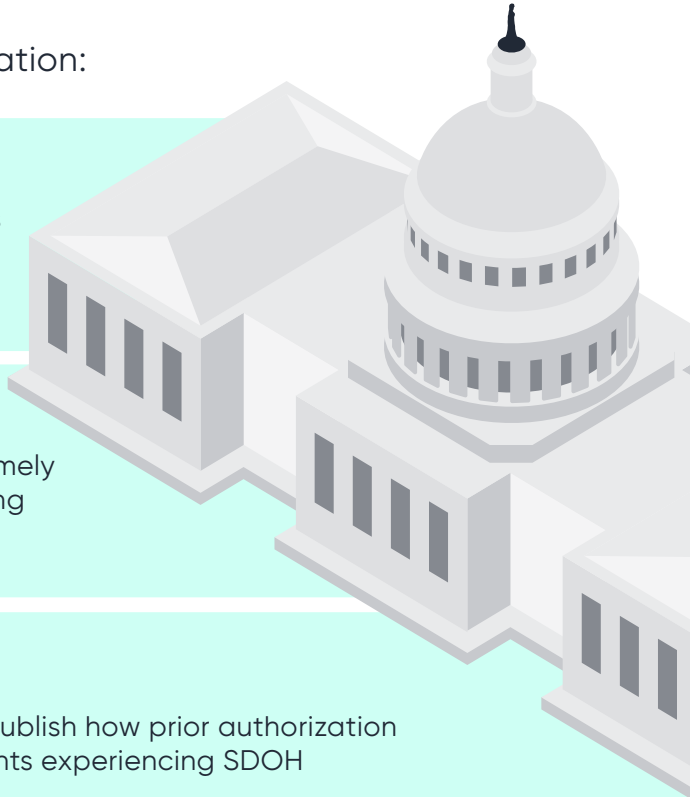 ation:
mely
ng
ublish how prior authorization
nts experiencing SDOH